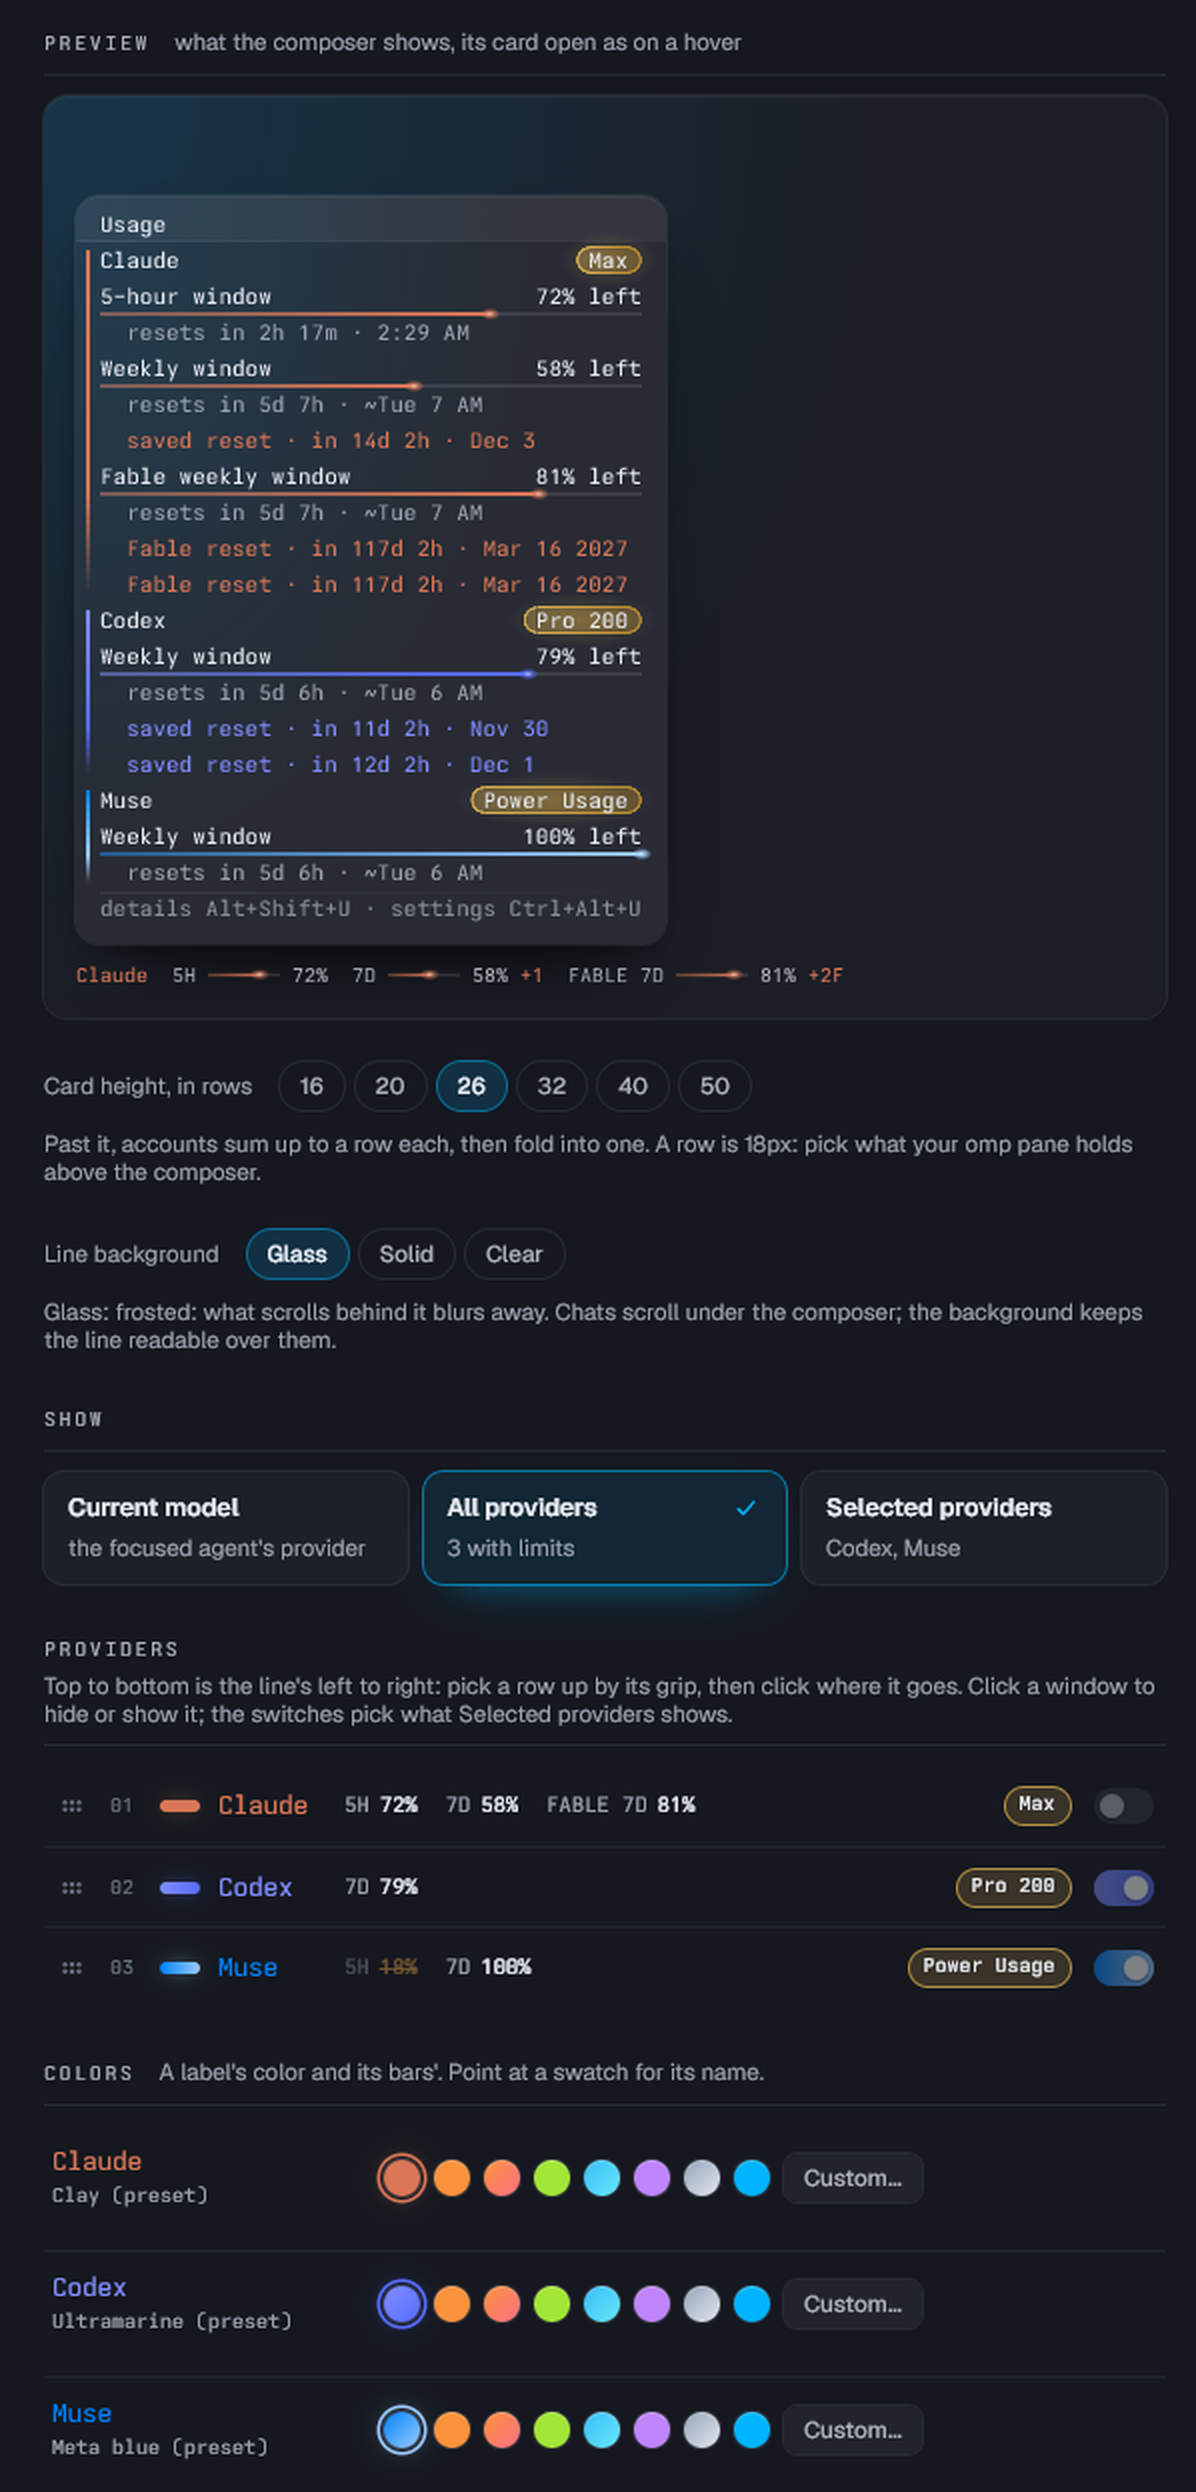 PREVIEW what the composer shows, its card open as on a hover
Usage
Claude Max
5-hour window 72% left
resets in 2h 17m · 2:29 AM
Weekly window 58% left
resets in 5d 7h · ~Tue 7 AM
saved reset · in 14d 2h · Dec 3
Fable weekly window 81% left
resets in 5d 7h · ~Tue 7 AM
Fable reset · in 117d 2h · Mar 16 2027
Fable reset · in 117d 2h · Mar 16 2027
Codex Pro 200
Weekly window 79% left
resets in 5d 6h · ~Tue 6 AM
saved reset · in 11d 2h · Nov 30
saved reset · in 12d 2h · Dec 1
Muse Power Usage
Weekly window 100% left
resets in 5d 6h · ~Tue 6 AM
details Alt+Shift+U · settings Ctrl+Alt+U
Claude 5H 72% 7D 58% +1 FABLE 7D 81% +2F
Card height, in rows 16 20 26 32 40 50
Past it, accounts sum up to a row each, then fold into one. A row is 18px: pick what your omp pane holds
above the composer.
Line background Glass Solid Clear
Glass: frosted: what scrolls behind it blurs away. Chats scroll under the composer; the background keeps
the line readable over them.
SHOW
Current model All providers Selected providers
the focused agent's provider 3 with limits Codex, Muse
PROVIDERS
Top to bottom is the line's left to right: pick a row up by its grip, then click where it goes. Click a window to
hide or show it; the switches pick what Selected providers shows.
01 Claude 5H 72% 7D 58% FABLE 7D 81% Max
02 Codex 7D 79% Pro 200
03 Muse 5H 18% 7D 100% Power Usage
COLORS A label's color and its bars'. Point at a swatch for its name.
Claude
Clay (preset) Custom...
Codex
Ultramarine (preset) Custom...
Muse
Meta blue (preset) Custom...